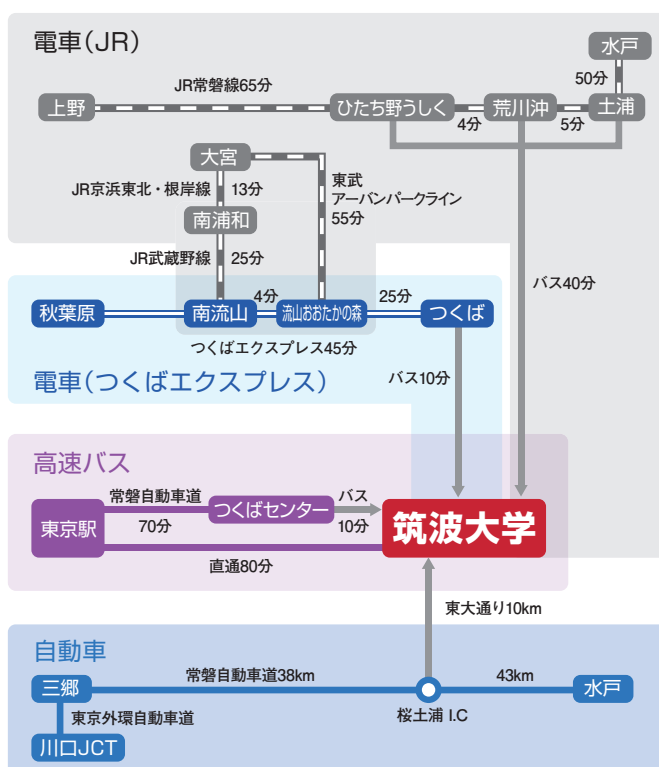 電車（JR）
水戸
50分
JR常磐線65分
上野
ひたち野うしく
4分
荒川沖
5分
土浦
大宮
JR京浜東北・根岸線
13分
東武
アーバンパークライン
55分
南浦和
JR武蔵野線
25分
バス40分
秋葉原
南流山
4分
流山おおたかの森
25分
つくば
つくばエクスプレス45分
電車（つくばエクスプレス）
バス10分
高速バス
東京駅
常磐自動車道
70分
つくばセンター
バス
10分
筑波大学
直通80分
東大通り10km
自動車
三郷
常磐自動車道38km
43km
水戸
東京外環自動車道
桜土浦 I.C
川口JCT